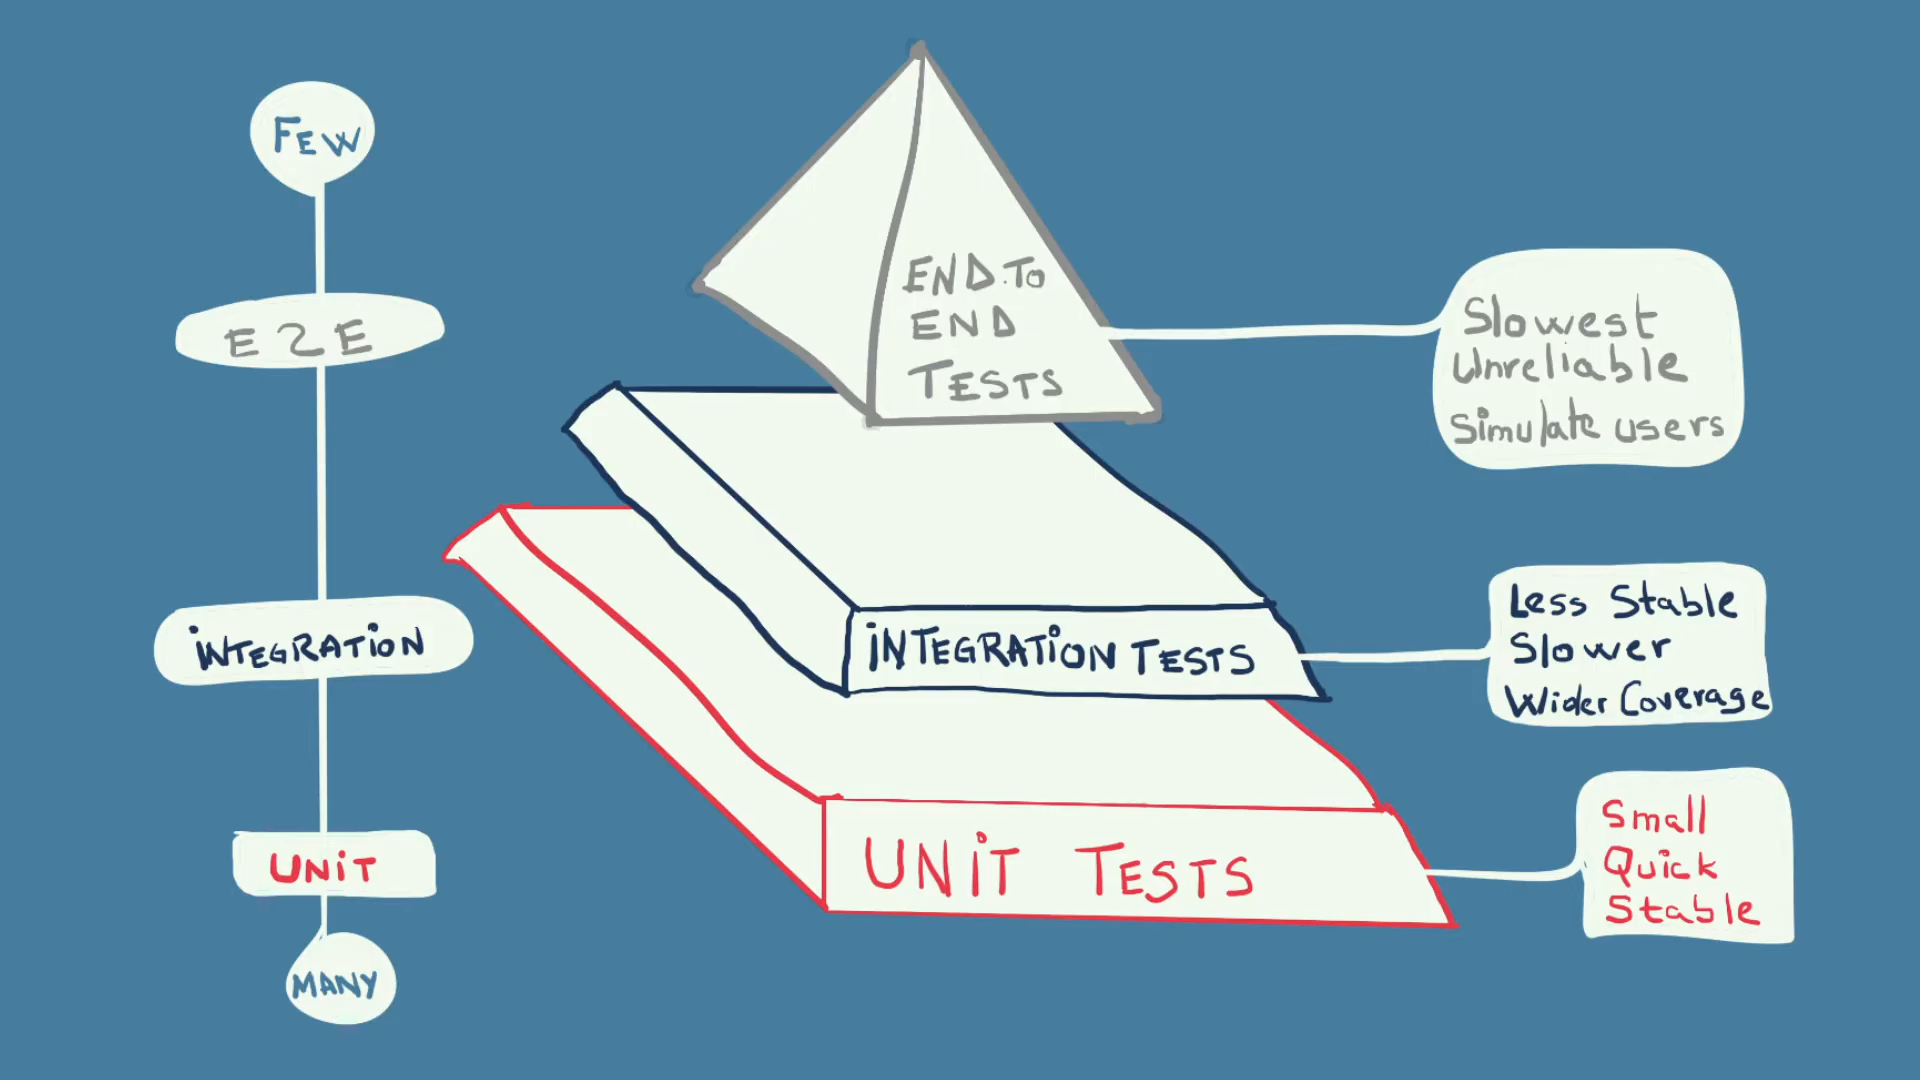 FEW
E2E
iNTEGRATiON
UNiT
MANY
END.To
END
TESTS
iNTEGRATiON TESTS
UNiT TESTS
Slowest
Unreliable
Simulate users
Less Stable
Slower
Wider Coverage
Small
Quick
Stable